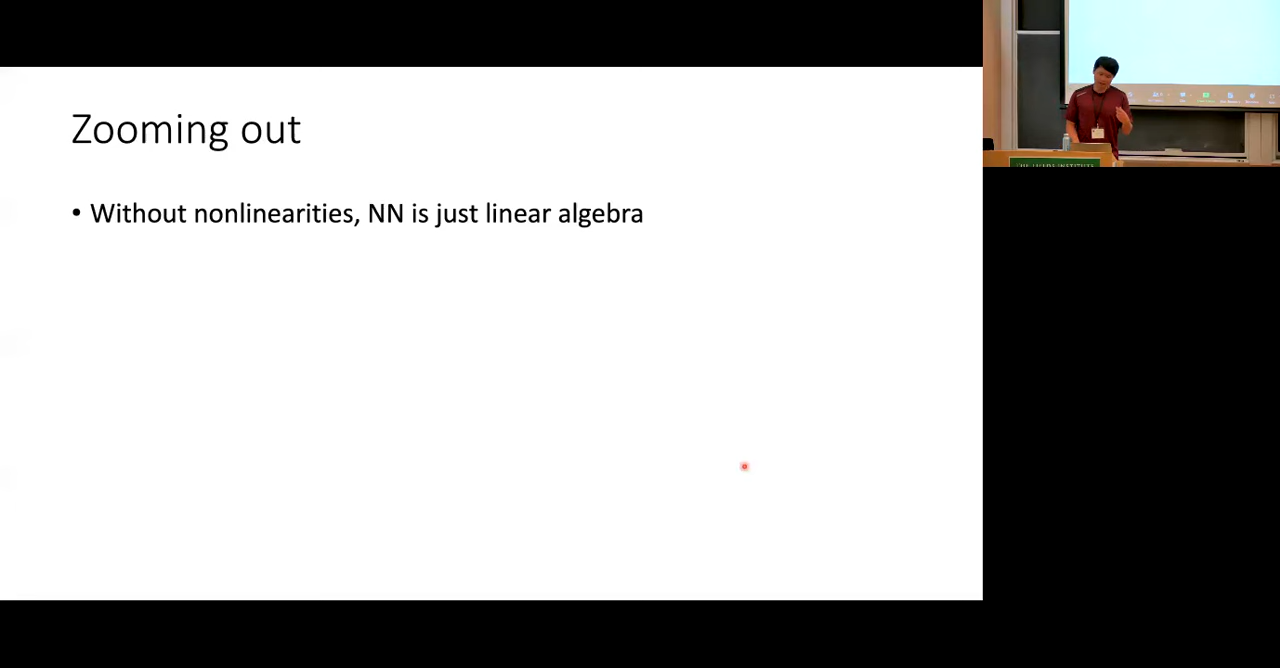 Zooming out
• Without nonlinearities, NN is just linear algebra